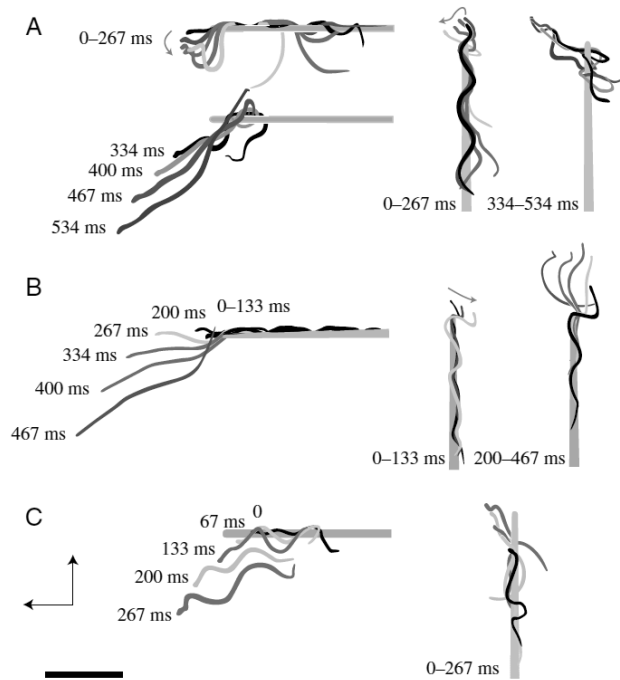 A
0–267 ms
334 ms
400 ms
467 ms
534 ms
0–267 ms
334–534 ms
B
200 ms
0–133 ms
267 ms
334 ms
400 ms
467 ms
0–133 ms
200–467 ms
C
0
67 ms
133 ms
200 ms
267 ms
0–267 ms